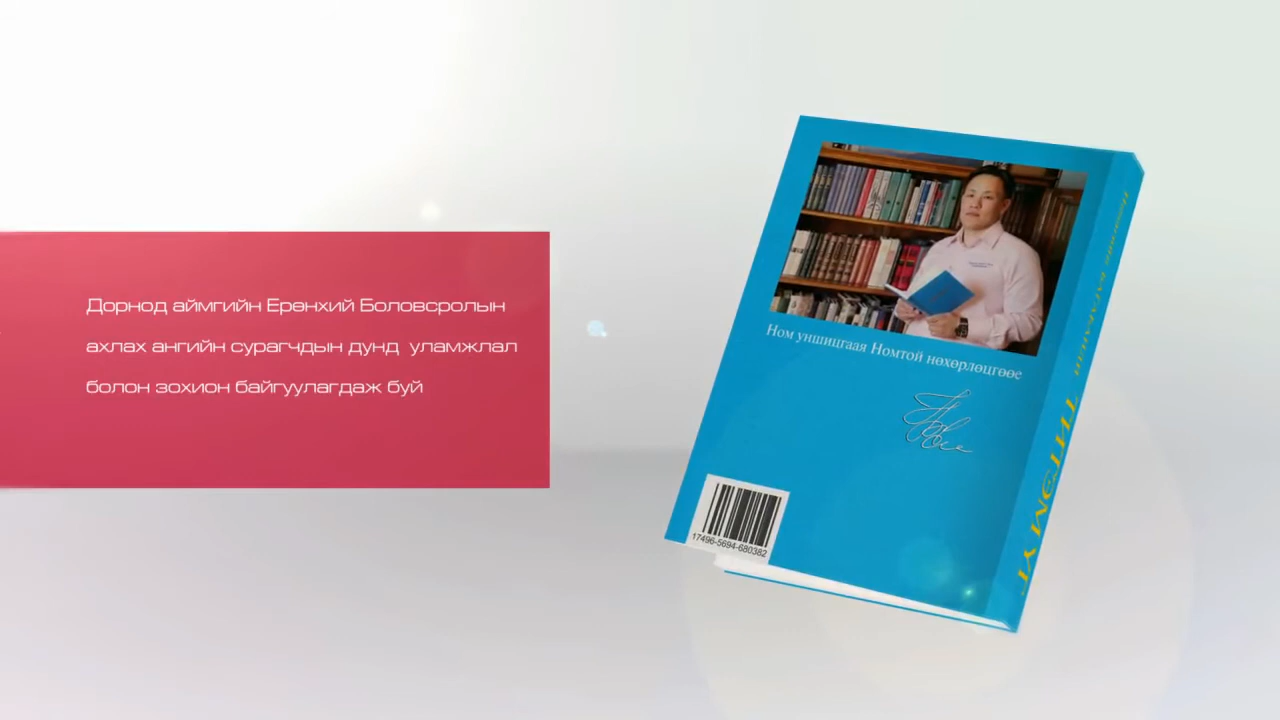 Дорнод аймгийн Ерөнхий Боловсролын
ахлах ангийн сурагчдын дунд уламжлал
болон зохион байгуулагдаж буй
Ном уншицгаая Номтой нөхөрлөцгөөе
17496-5694-680382